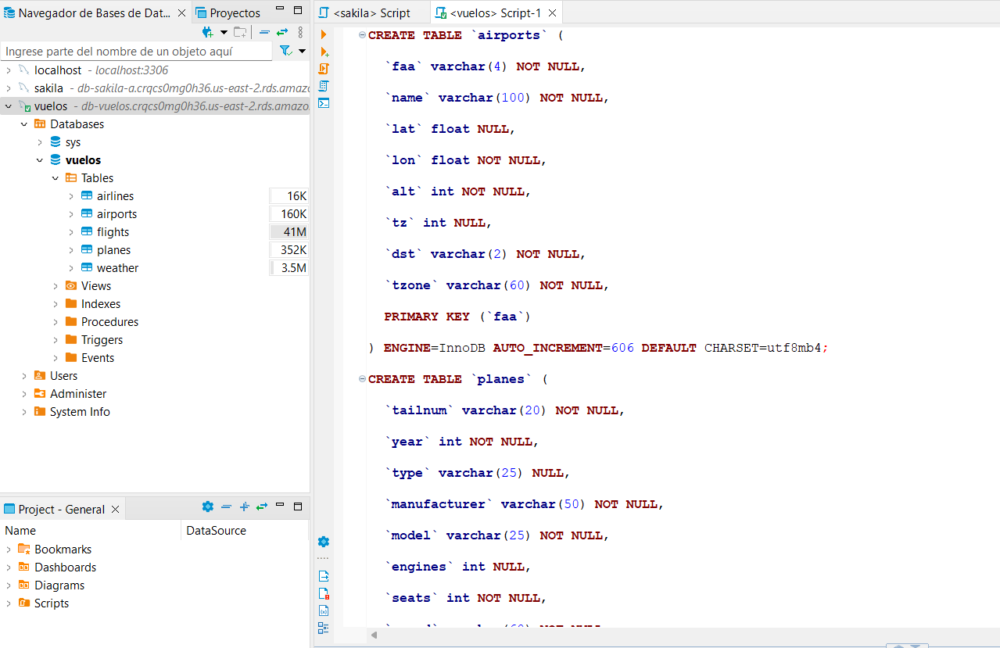 Navegador de Bases de Dat...
Proyectos
Ingrese parte del nombre de un objeto aquí
localhost - localhost:3306
sakila - db-sakila-a.crqcs0mg0h36.us-east-2.rds.amazo
vuelos - db-vuelos.crqcs0mg0h36.us-east-2.rds.amazo
Databases
sys
vuelos
Tables
airlines 16K
airports 160K
flights 41M
planes 352K
weather 3.5M
Views
Indexes
Procedures
Triggers
Events
Users
Administer
System Info
Project - General
Name DataSource
Bookmarks
Dashboards
Diagrams
Scripts
<sakila> Script
<vuelos> Script-1
CREATE TABLE `airports` (
`faa` varchar(4) NOT NULL,
`name` varchar(100) NOT NULL,
`lat` float NULL,
`lon` float NOT NULL,
`alt` int NOT NULL,
`tz` int NULL,
`dst` varchar(2) NOT NULL,
`tzone` varchar(60) NOT NULL,
PRIMARY KEY (`faa`)
) ENGINE=InnoDB AUTO_INCREMENT=606 DEFAULT CHARSET=utf8mb4;
CREATE TABLE `planes` (
`tailnum` varchar(20) NOT NULL,
`year` int NOT NULL,
`type` varchar(25) NULL,
`manufacturer` varchar(50) NOT NULL,
`model` varchar(25) NOT NULL,
`engines` int NULL,
`seats` int NOT NULL,